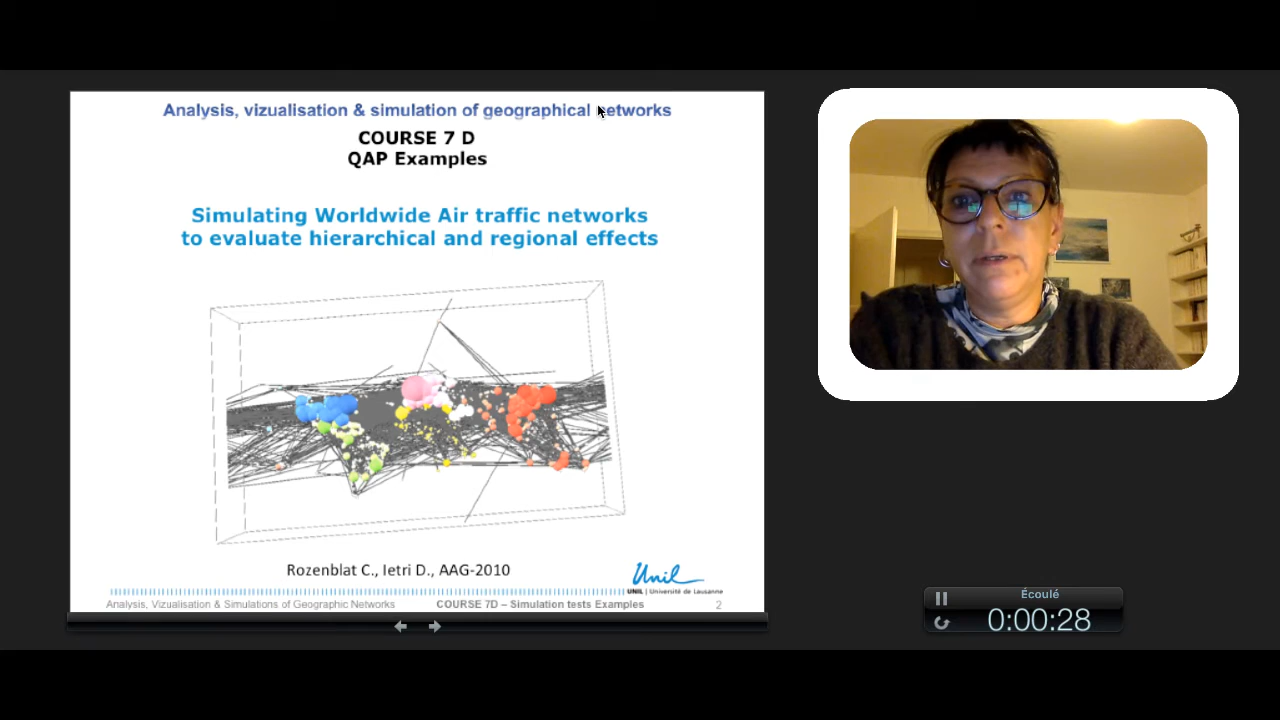 Analysis, vizualisation & simulation of geographical networks
COURSE 7 D
QAP Examples
Simulating Worldwide Air traffic networks
to evaluate hierarchical and regional effects
Rozenblat C., Ietri D., AAG-2010
Unil
UNIL | Université de Lausanne
Analysis, Vizualisation & Simulations of Geographic Networks
COURSE 7D – Simulation tests Examples
2
Écoulé
0:00:28